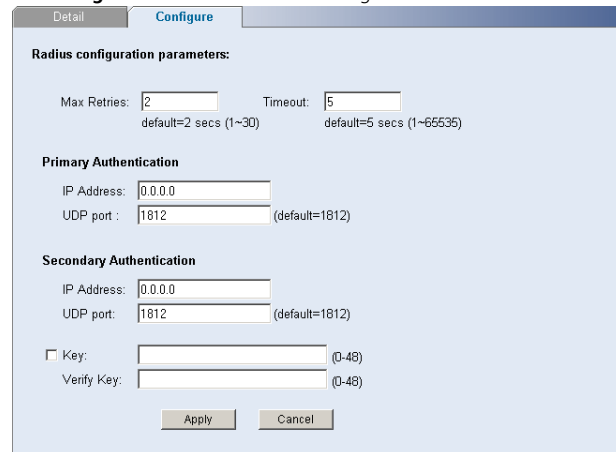 Detail Configure
Radius configuration parameters:
Max Retries: 2 Timeout: 5
default=2 secs (1~30) default=5 secs (1~65535)
Primary Authentication
IP Address: 0.0.0.0
UDP port : 1812 (default=1812)
Secondary Authentication
IP Address: 0.0.0.0
UDP port: 1812 (default=1812)
Key: (0-48)
Verify Key: (0-48)
Apply Cancel